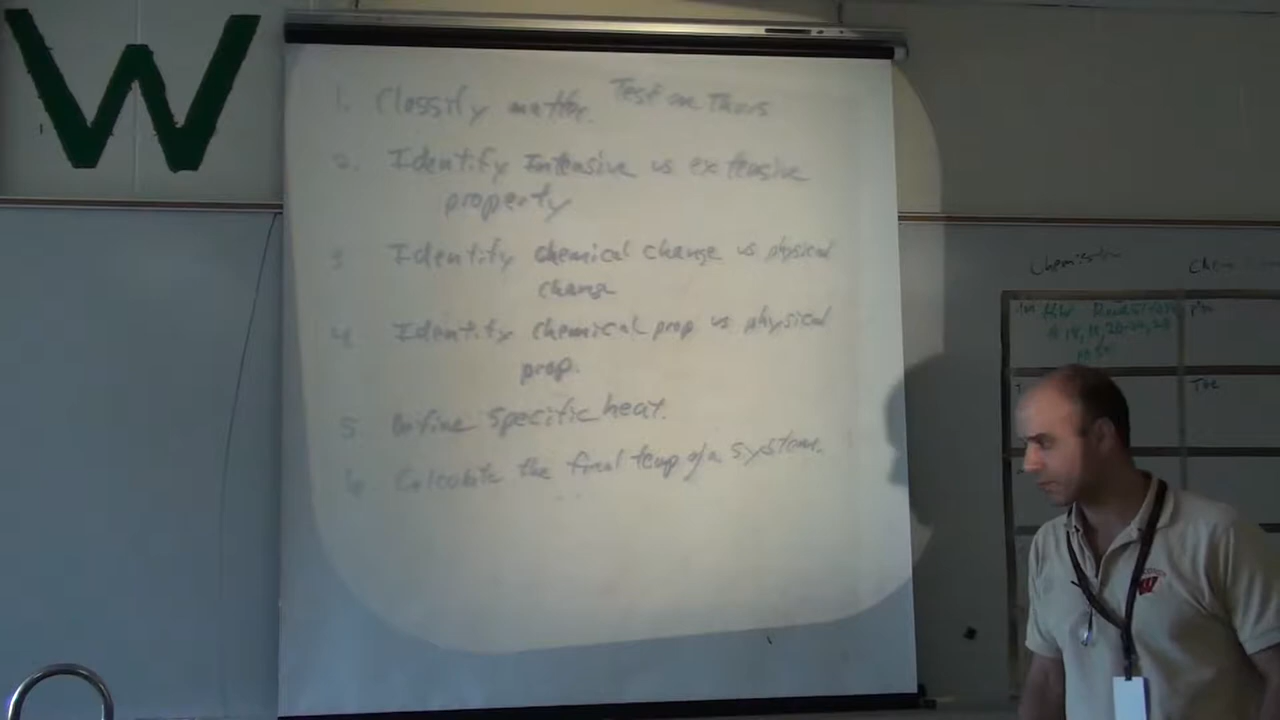 W
1. Classify matter. Test on Thurs
2. Identify Intensive vs extensive
property
3 Identify chemical change vs physical
change
4 Identify chemical prop vs physical
prop.
5 Define Specific heat.
6 Calculate the final temp of a system.
Chemistry
HW Read
W